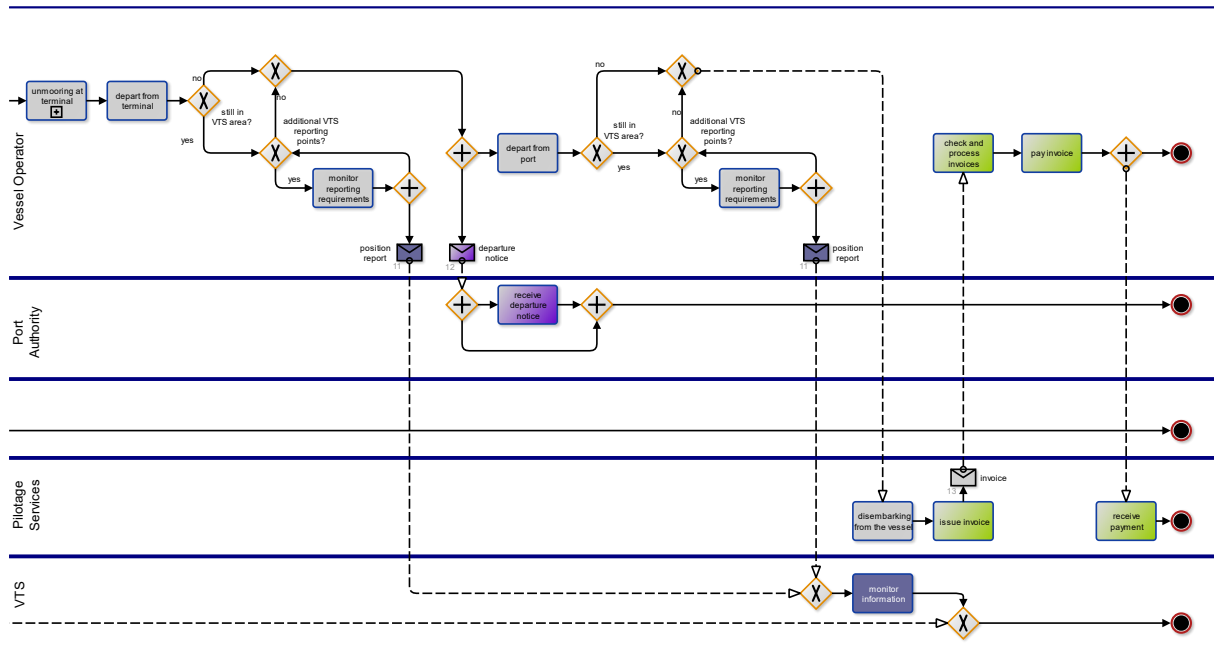 Vessel Operator
unmooring at
terminal
depart from
terminal
no
yes
still in
VTS area?
no
additional VTS
reporting
points?
yes
monitor
reporting
requirements
position
report
11
departure
notice
12
depart from
port
no
still in
VTS area?
yes
no
additional VTS
reporting
points?
yes
monitor
reporting
requirements
position
report
11
check and
process
invoices
pay invoice
Port
Authority
receive
departure
notice
Pilotage
Services
disembarking
from the vessel
issue invoice
invoice
13
receive
payment
VTS
monitor
information